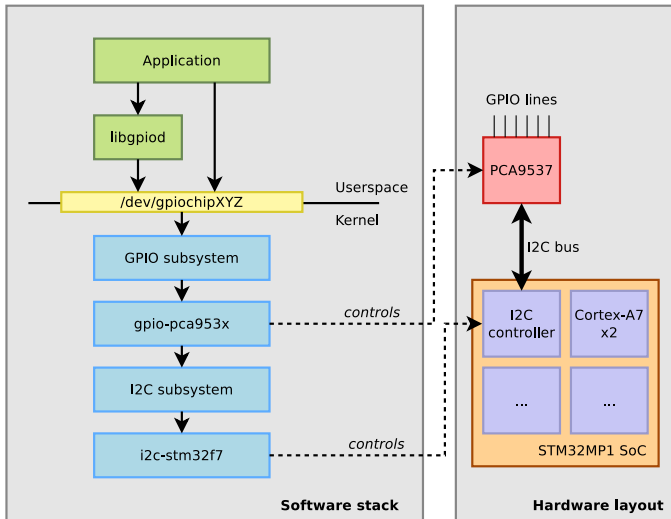 Application
libgpiod
/dev/gpiochipXYZ
Userspace
Kernel
GPIO subsystem
gpio-pca953x
I2C subsystem
i2c-stm32f7
controls
controls
Software stack
GPIO lines
PCA9537
I2C bus
I2C
controller
Cortex-A7
x2
...
...
STM32MP1 SoC
Hardware layout